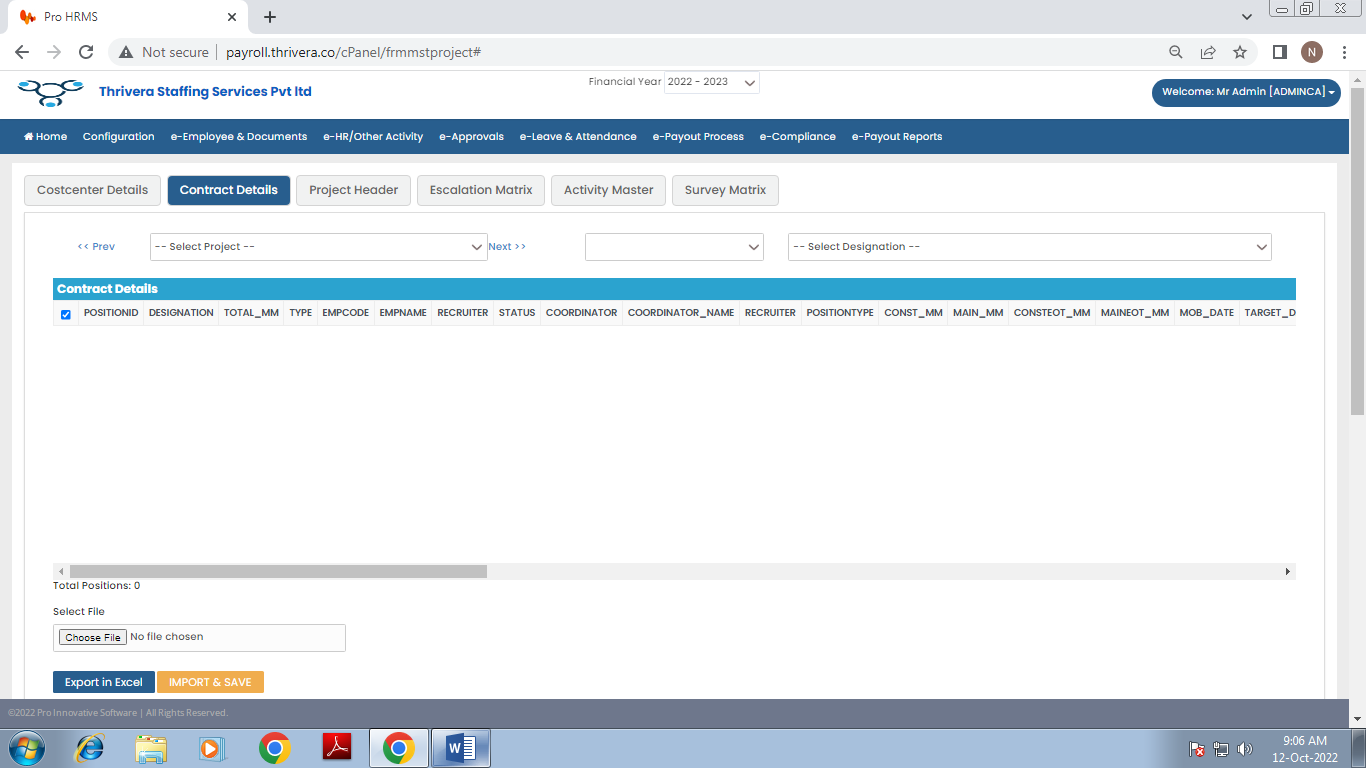 Pro HRMS
Not secure | payroll.thrivera.co/cPanel/frmmstproject#
N
Thrivera Staffing Services Pvt ltd
Financial Year 2022 - 2023
Welcome: Mr Admin [ADMINCA]
Home Configuration e-Employee & Documents e-HR/Other Activity e-Approvals e-Leave & Attendance e-Payout Process e-Compliance e-Payout Reports
Costcenter Details Contract Details Project Header Escalation Matrix Activity Master Survey Matrix
<< Prev -- Select Project -- Next >> -- Select Designation --
Contract Details
POSITIONID DESIGNATION TOTAL_MM TYPE EMPCODE EMPNAME RECRUITER STATUS COORDINATOR COORDINATOR_NAME RECRUITER POSITIONTYPE CONST_MM MAIN_MM CONSTEOT_MM MAINEOT_MM MOB_DATE TARGET_D
Total Positions: 0
Select File
Choose File No file chosen
Export in Excel IMPORT & SAVE
©2022 Pro Innovative Software | All Rights Reserved.
9:06 AM
12-Oct-2022